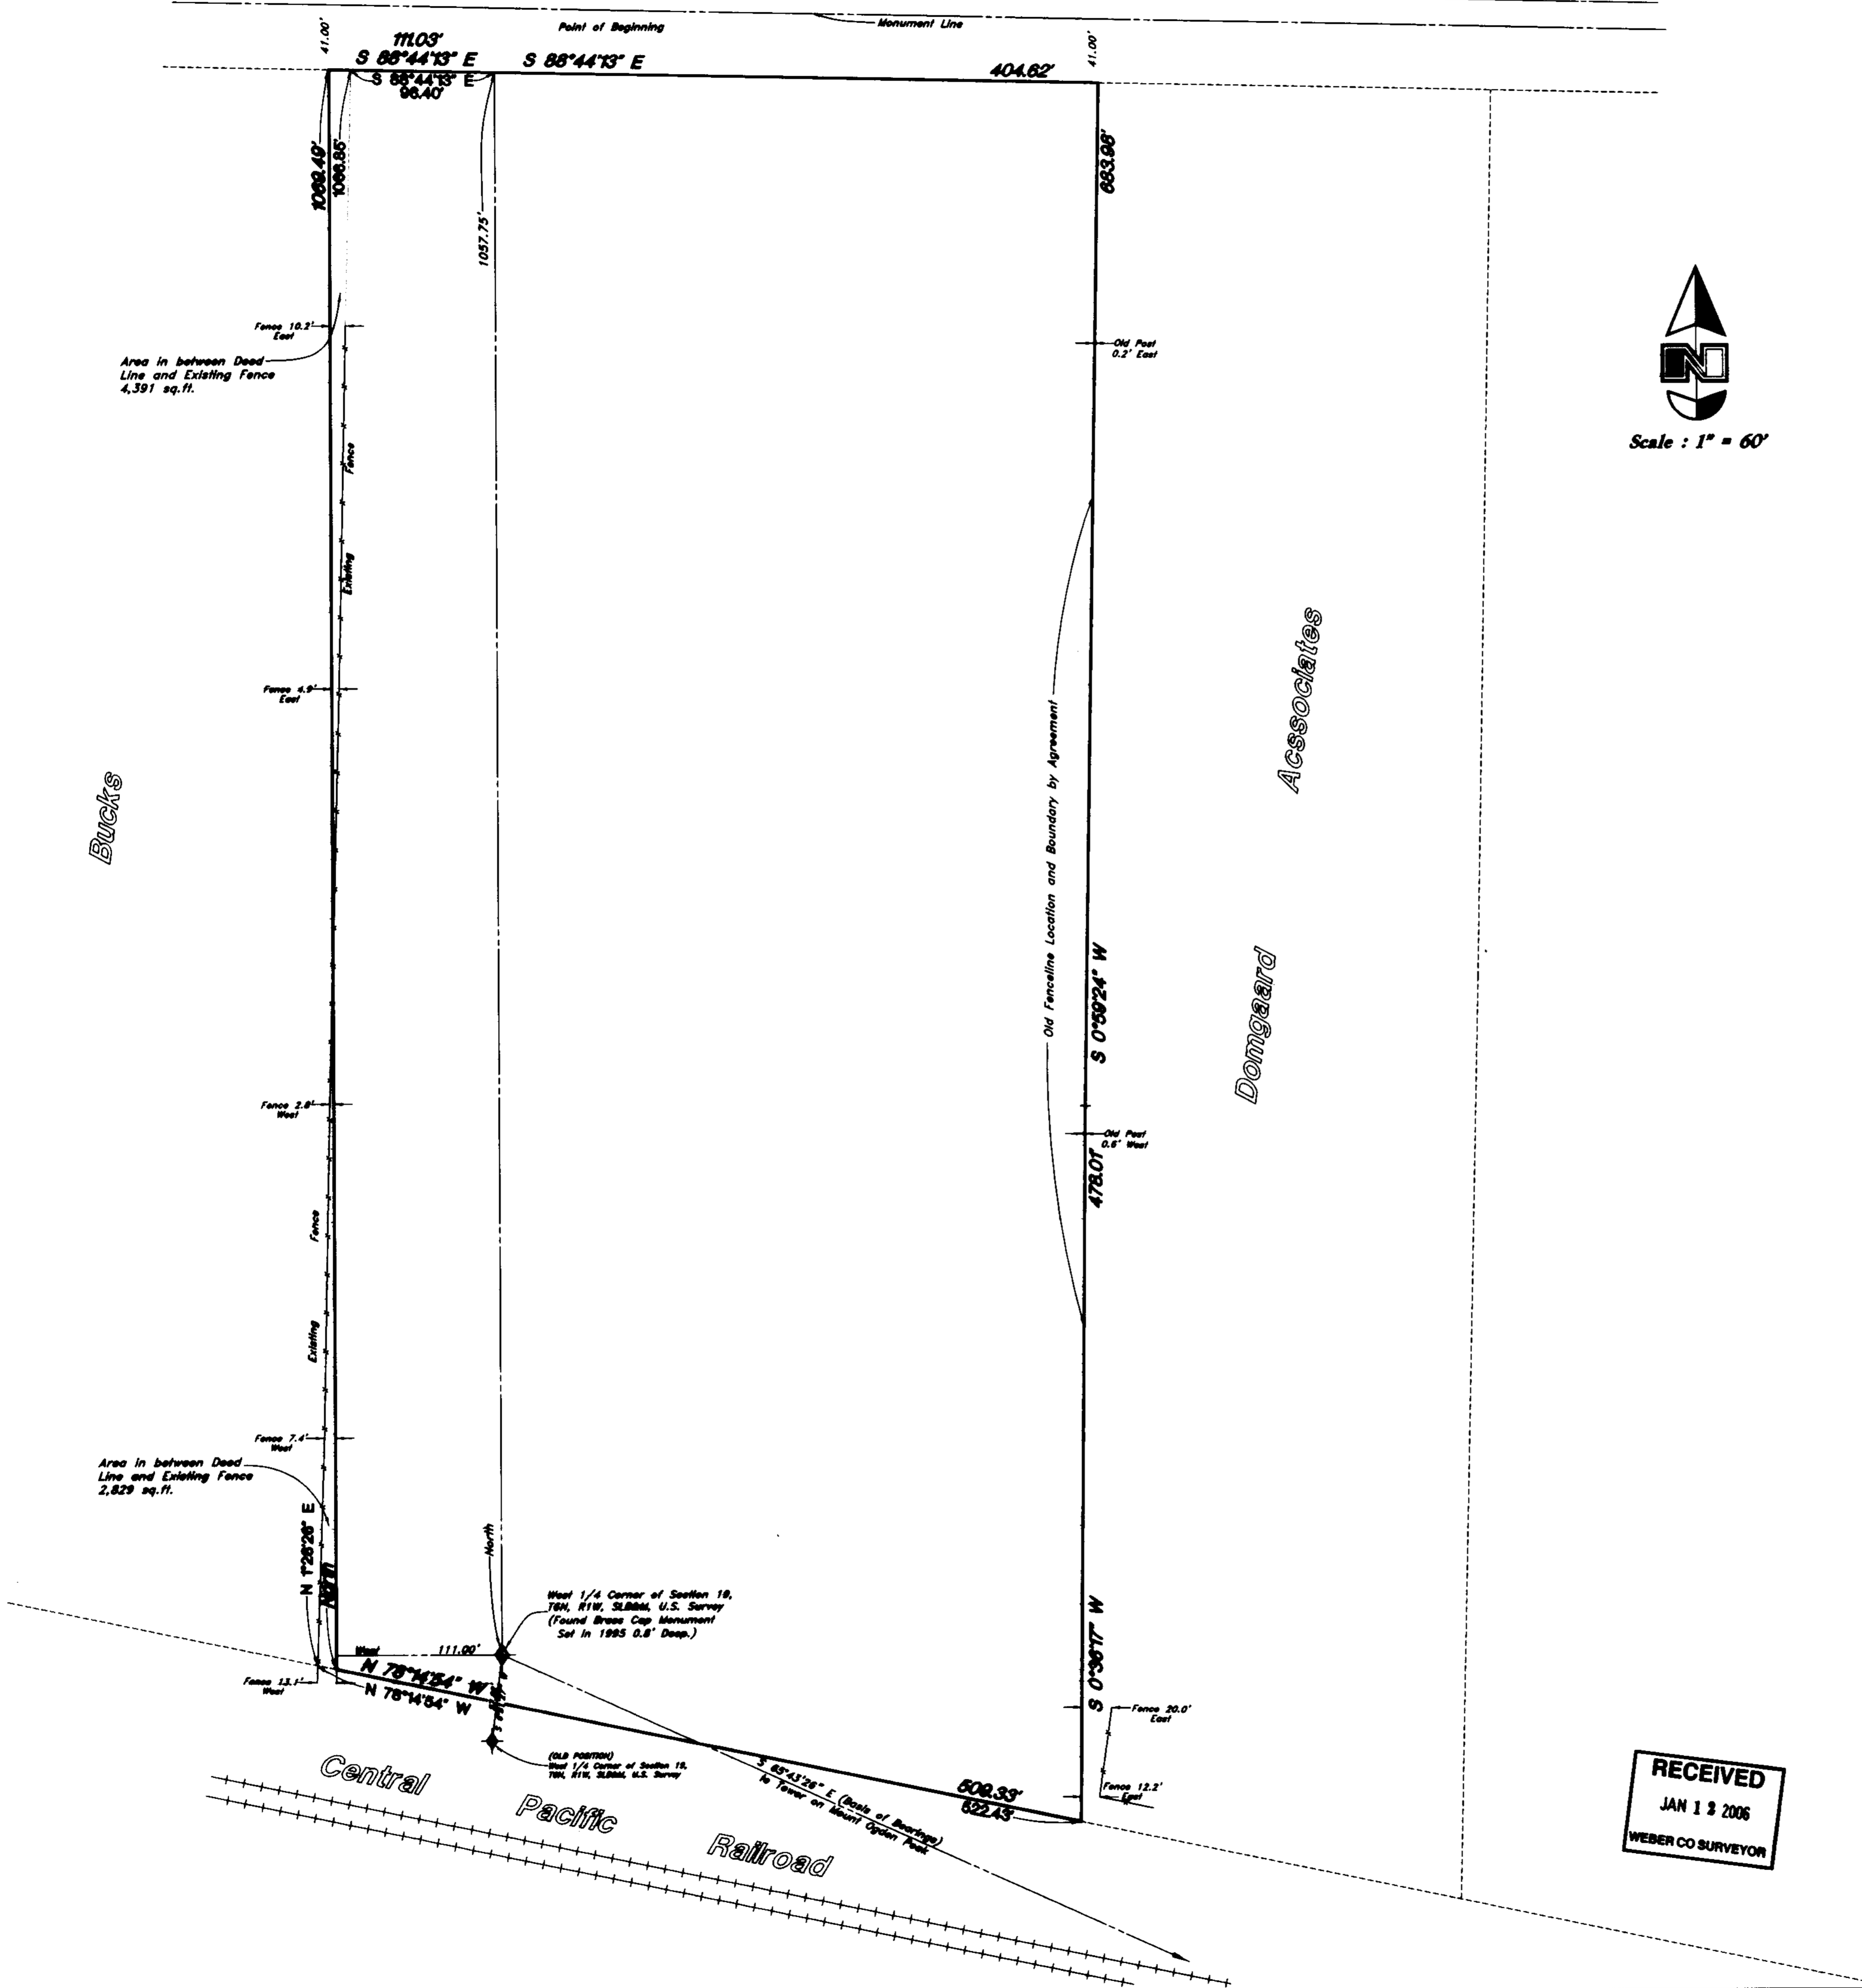 Point of Beginning
Monument Line
41.00'
41.00'
111.03'
S 88°44'13" E
S 88°44'13" E
404.62'
S 88°44'13" E
96.40'
1069.49'
1066.85'
1057.75'
683.98'
Fence 10.2'
East
Area in between Deed
Line and Existing Fence
4,391 sq.ft.
Old Post
0.2' East
Scale : 1" = 60'
Fence
Existing
Fence 4.9'
East
Bucks
Domgaard
Acssociates
Old Fenceline Location and Boundary by Agreement
S 0°59'24" W
Fence 2.8'
West
Old Post
0.6' West
478.01'
Fence
Existing
Fence 7.4'
West
Area in between Deed
Line and Existing Fence
2,829 sq.ft.
N 1°26'26" E
North
North
West 1/4 Corner of Section 19,
T6N, R1W, SLB&M, U.S. Survey
(Found Brass Cap Monument
Set in 1995 0.8' Deep.)
West
111.00'
N 78°14'54" W
N 78°14'54" W
Fence 13.1'
West
S 0°36'17" W
Fence 20.0'
East
Fence 12.2'
East
(OLD POSITION)
West 1/4 Corner of Section 19,
T6N, R1W, SLB&M, U.S. Survey
S 65°43'26" E (Basis of Bearings)
to Tower on Mount Ogden Peak
509.33'
522.43'
Central Pacific Railroad
RECEIVED
JAN 1 2 2006
WEBER CO SURVEYOR